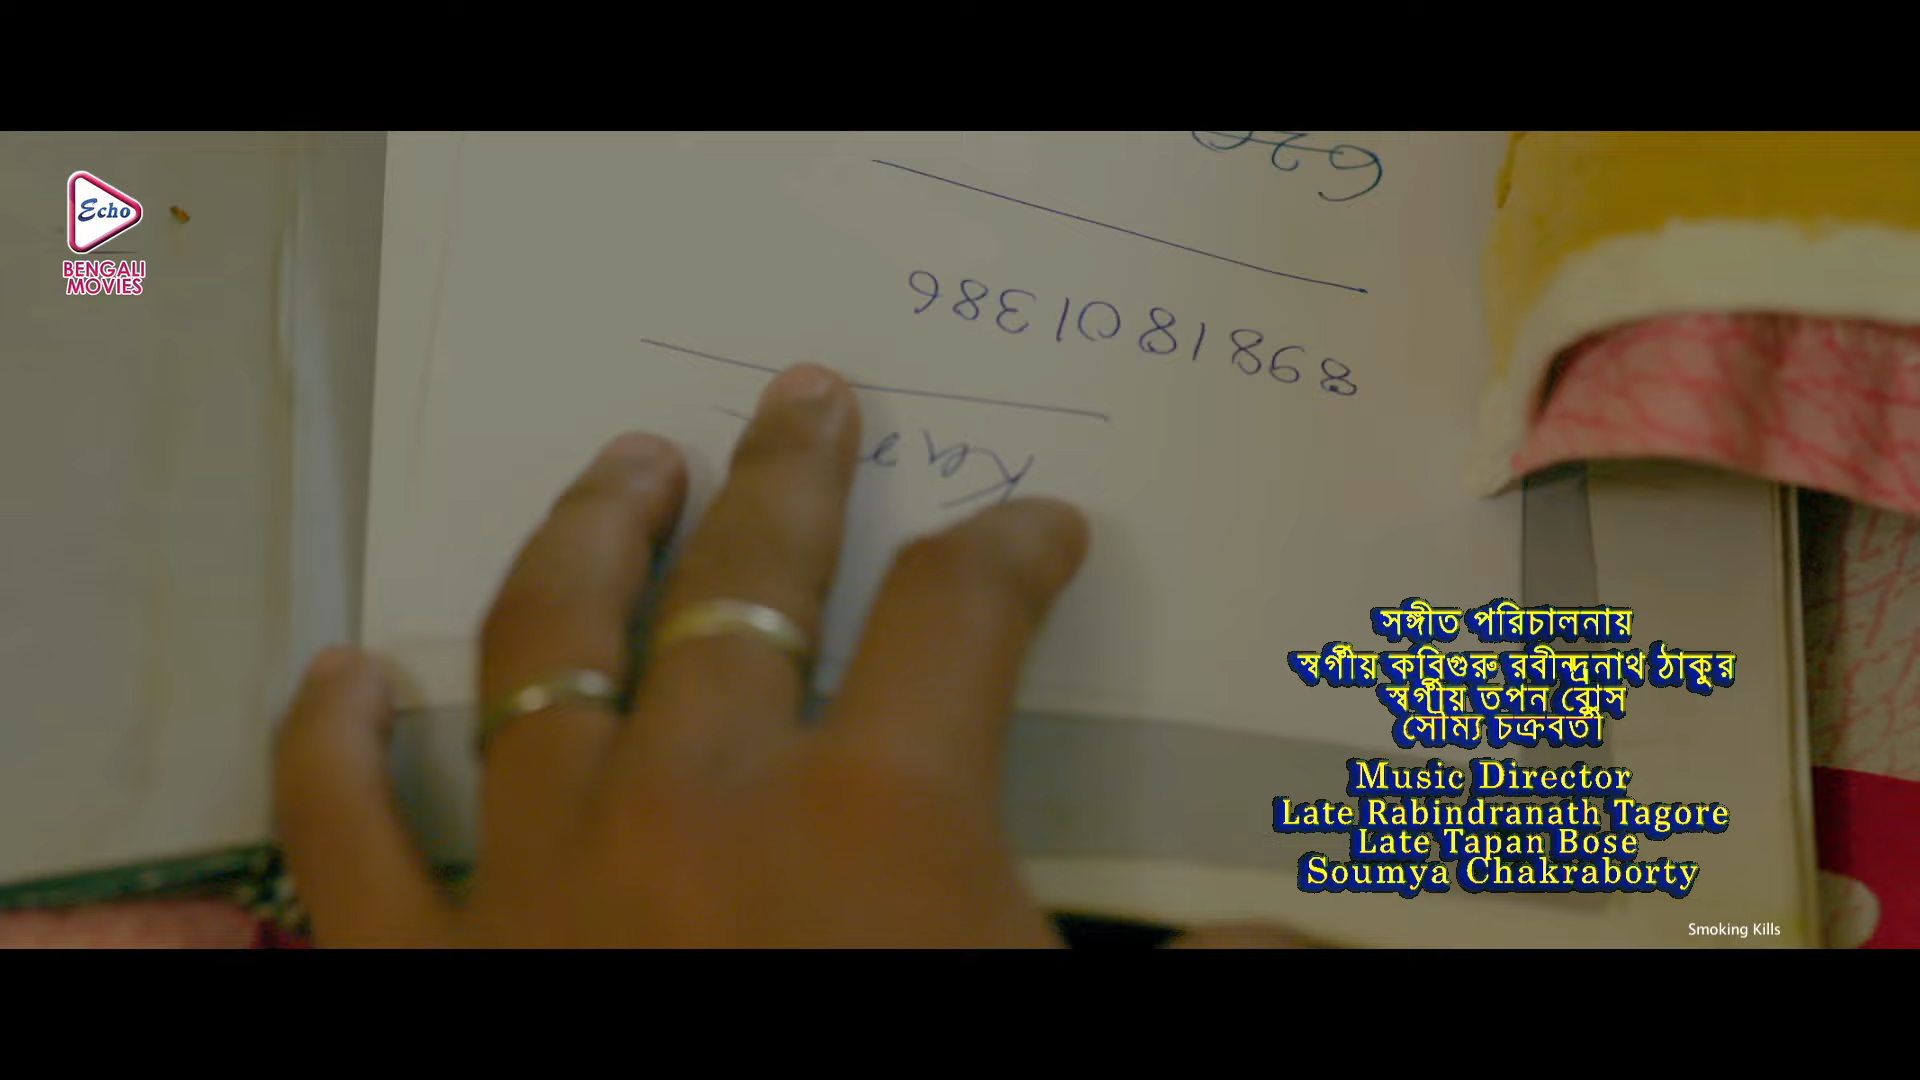 Echo
BENGALI
MOVIES
8981801386
সঙ্গীত পরিচালনায়
স্বর্গীয় কবিগুরু রবীন্দ্রনাথ ঠাকুর
স্বর্গীয় তপন বোস
সৌম্য চক্রবর্তী
Music Director
Late Rabindranath Tagore
Late Tapan Bose
Soumya Chakraborty
Smoking Kills